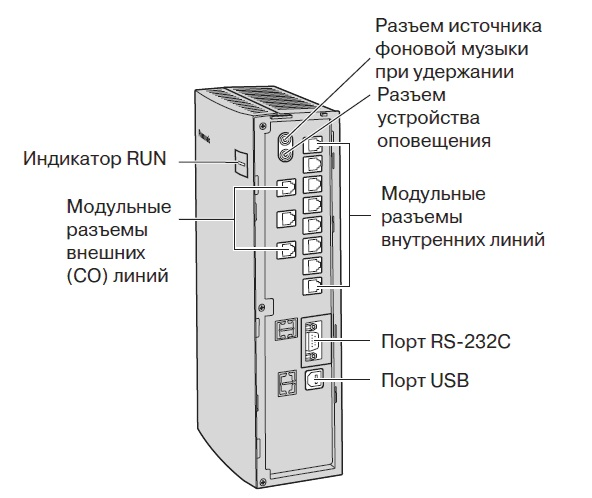 Разъем источника
фоновой музыки
при удержании
Разъем
устройства
оповещения
Индикатор RUN
Модульные
разъемы
внешних
(CO) линий
Модульные
разъемы
внутренних линий
Порт RS-232C
Порт USB